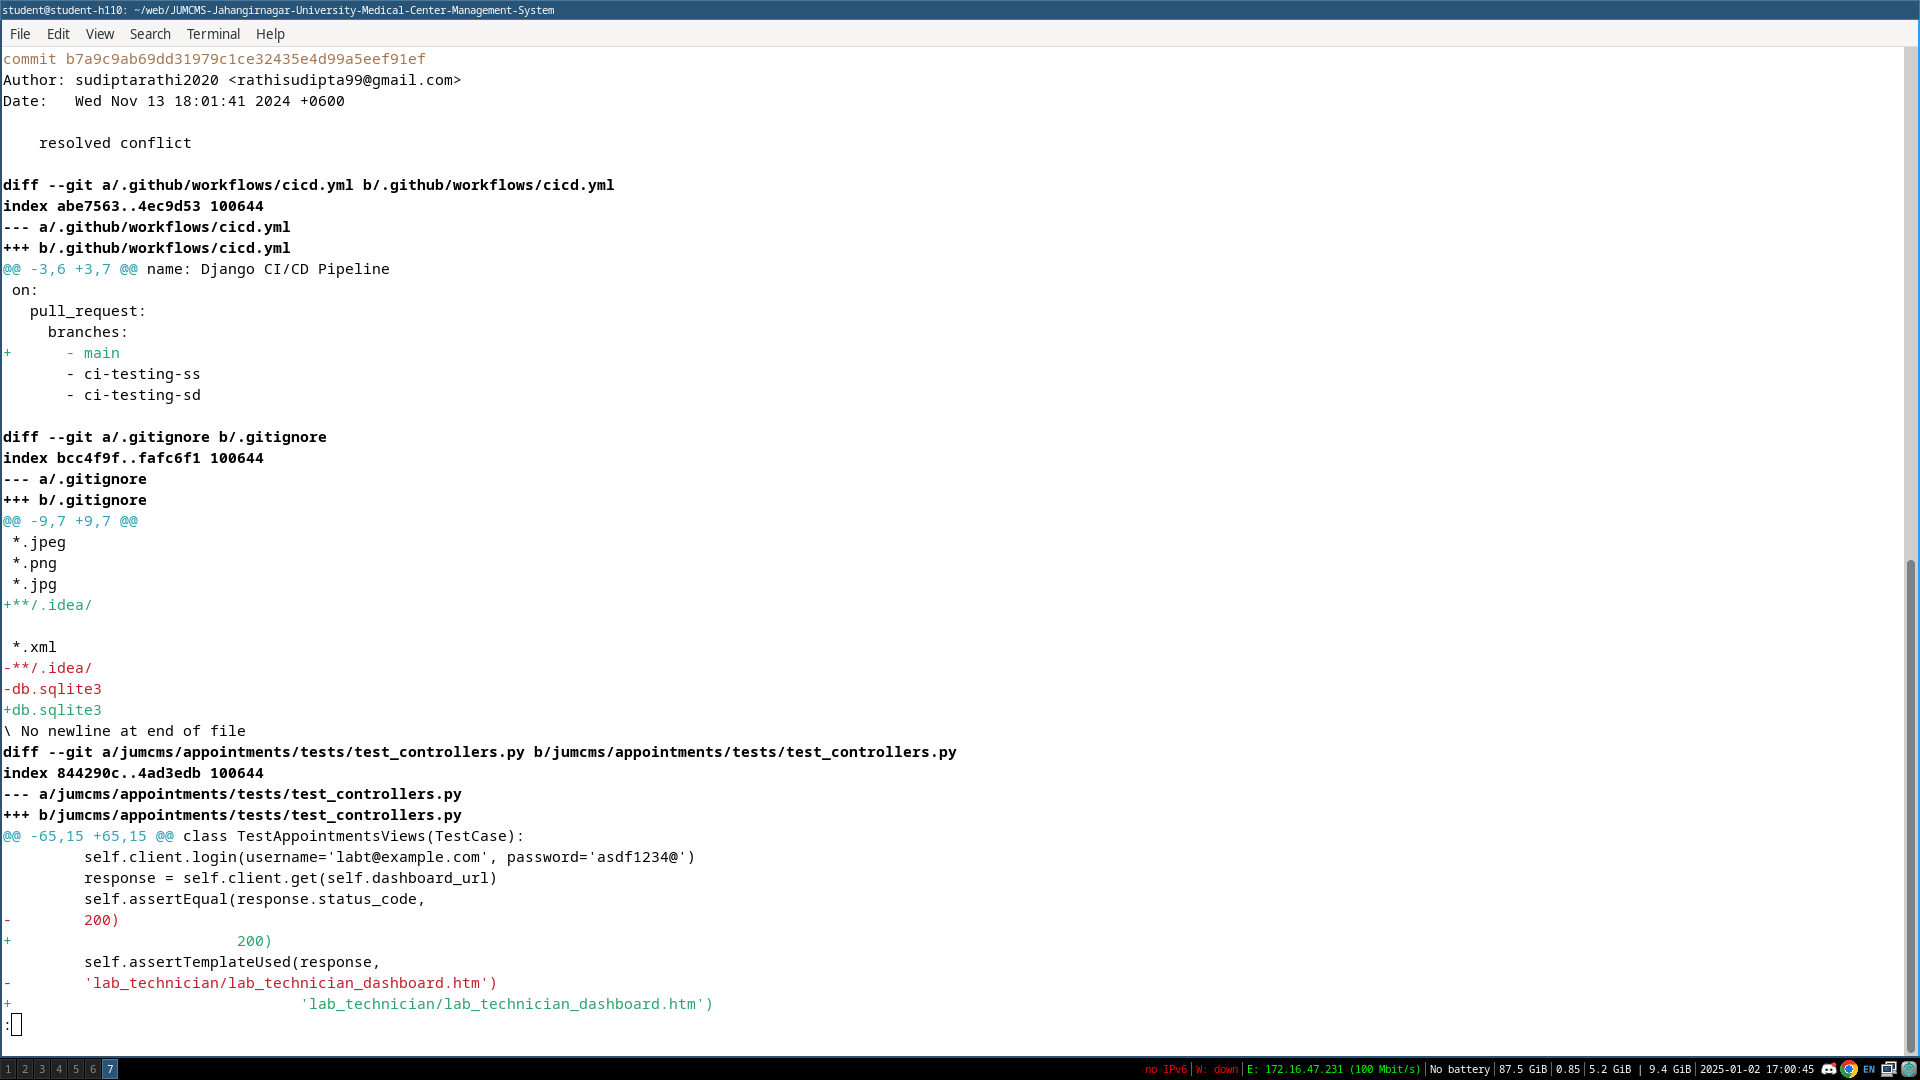 student@student-h110: ~/web/JUMCMS-Jahangirnagar-University-Medical-Center-Management-System
File Edit View Search Terminal Help
commit b7a9c9ab69dd31979c1ce32435e4d99a5eef91ef
Author: sudiptarathi2020 <rathisudipta99@gmail.com>
Date:   Wed Nov 13 18:01:41 2024 +0600
    resolved conflict
diff --git a/.github/workflows/cicd.yml b/.github/workflows/cicd.yml
index abe7563..4ec9d53 100644
--- a/.github/workflows/cicd.yml
+++ b/.github/workflows/cicd.yml
@@ -3,6 +3,7 @@ name: Django CI/CD Pipeline
 on:
   pull_request:
     branches:
+      - main
       - ci-testing-ss
       - ci-testing-sd
diff --git a/.gitignore b/.gitignore
index bcc4f9f..fafc6f1 100644
--- a/.gitignore
+++ b/.gitignore
@@ -9,7 +9,7 @@
 *.jpeg
 *.png
 *.jpg
+**/.idea/
 *.xml
-**/.idea/
-db.sqlite3
+db.sqlite3
\ No newline at end of file
diff --git a/jumcms/appointments/tests/test_controllers.py b/jumcms/appointments/tests/test_controllers.py
index 844290c..4ad3edb 100644
--- a/jumcms/appointments/tests/test_controllers.py
+++ b/jumcms/appointments/tests/test_controllers.py
@@ -65,15 +65,15 @@ class TestAppointmentsViews(TestCase):
         self.client.login(username='labt@example.com', password='asdf1234@')
         response = self.client.get(self.dashboard_url)
         self.assertEqual(response.status_code,
-        200)
+                         200)
         self.assertTemplateUsed(response,
-        'lab_technician/lab_technician_dashboard.htm')
+                                'lab_technician/lab_technician_dashboard.htm')
:
1 2 3 4 5 6 7 no IPv6 | W: down | E: 172.16.47.231 (100 Mbit/s) | No battery | 87.5 GiB | 0.85 | 5.2 GiB | 9.4 GiB | 2025-01-02 17:00:45 EN